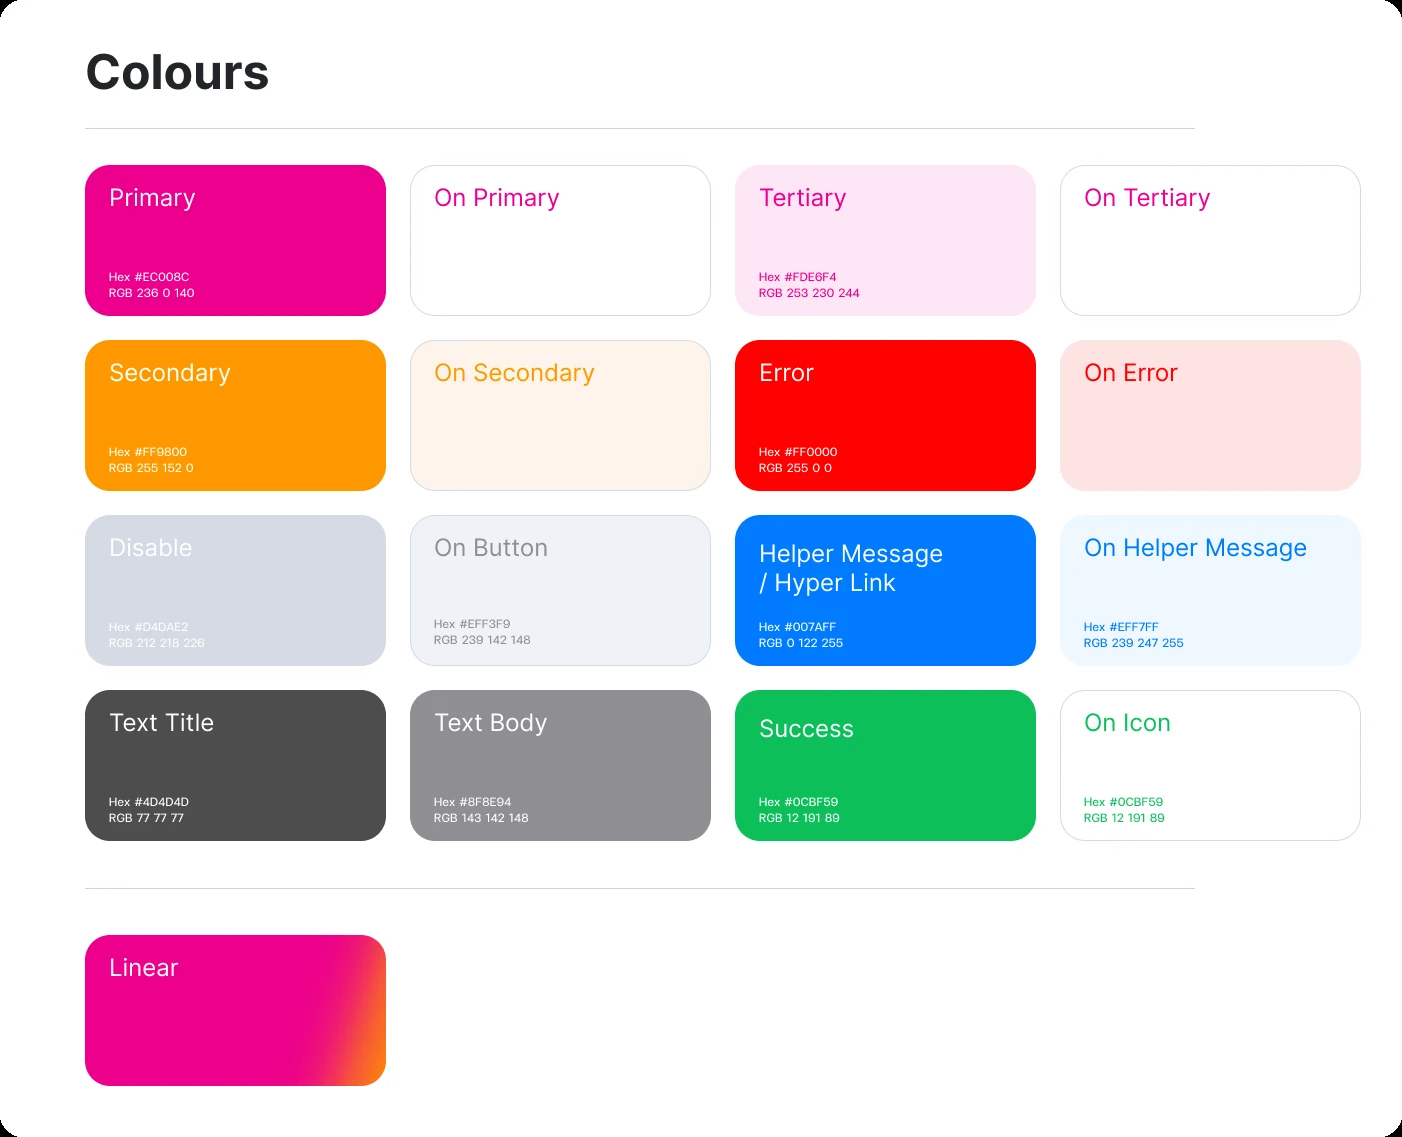 Colours
Primary
Hex #EC008C
RGB 236 0 140
On Primary
Tertiary
Hex #FDE6F4
RGB 253 230 244
On Tertiary
Secondary
Hex #FF9800
RGB 255 152 0
On Secondary
Error
Hex #FF0000
RGB 255 0 0
On Error
Disable
Hex #D4DAE2
RGB 212 218 226
On Button
Hex #EFF3F9
RGB 239 142 148
Helper Message
/ Hyper Link
Hex #007AFF
RGB 0 122 255
On Helper Message
Hex #EFF7FF
RGB 239 247 255
Text Title
Hex #4D4D4D
RGB 77 77 77
Text Body
Hex #8F8E94
RGB 143 142 148
Success
Hex #0CBF59
RGB 12 191 89
On Icon
Hex #0CBF59
RGB 12 191 89
Linear